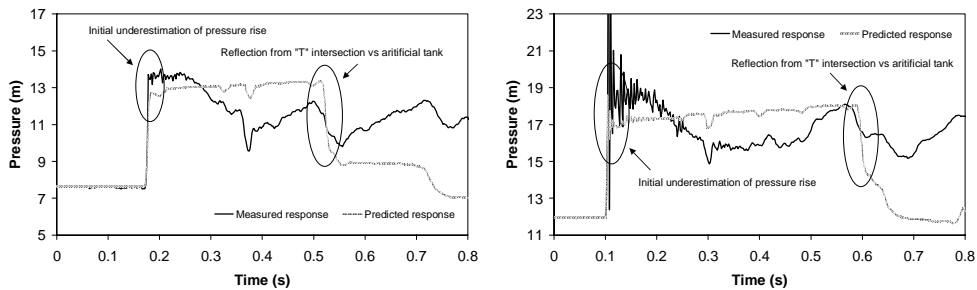 17
15
13
11
9
7
5
Pressure (m)
Initial underestimation of pressure rise
Reflection from "T" intersection vs aritificial tank
Measured response
Predicted response
0
0.1
0.2
0.3
0.4
0.5
0.6
0.7
0.8
Time (s)
23
21
19
17
15
13
11
Pressure (m)
Measured response
Predicted response
Reflection from "T" intersection vs aritificial tank
Initial underestimation of pressure rise
0
0.1
0.2
0.3
0.4
0.5
0.6
0.7
0.8
Time (s)